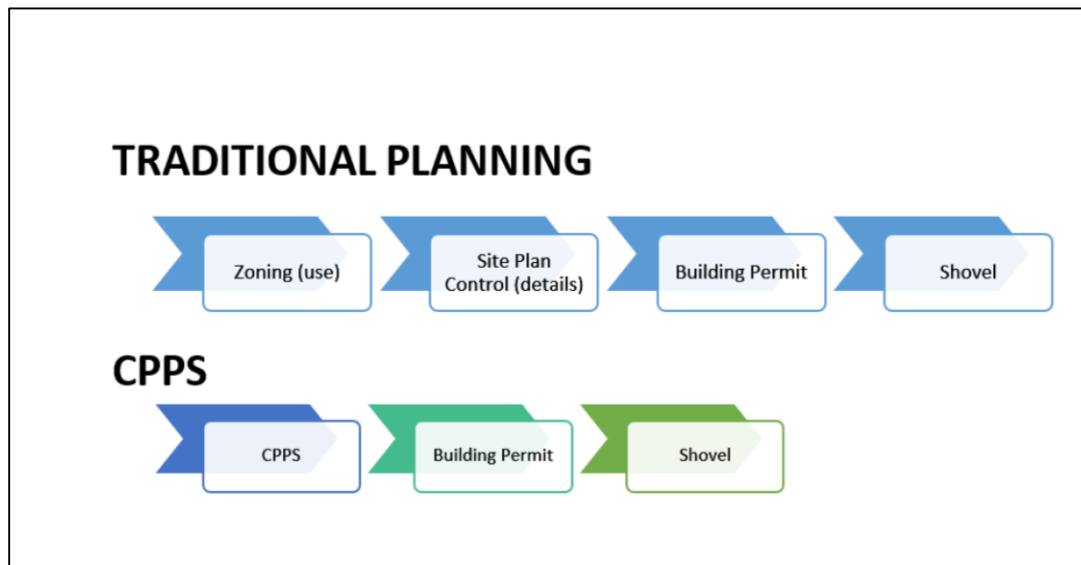 TRADITIONAL PLANNING
Zoning (use)
Site Plan
Control (details)
Building Permit
Shovel
CPPS
CPPS
Building Permit
Shovel